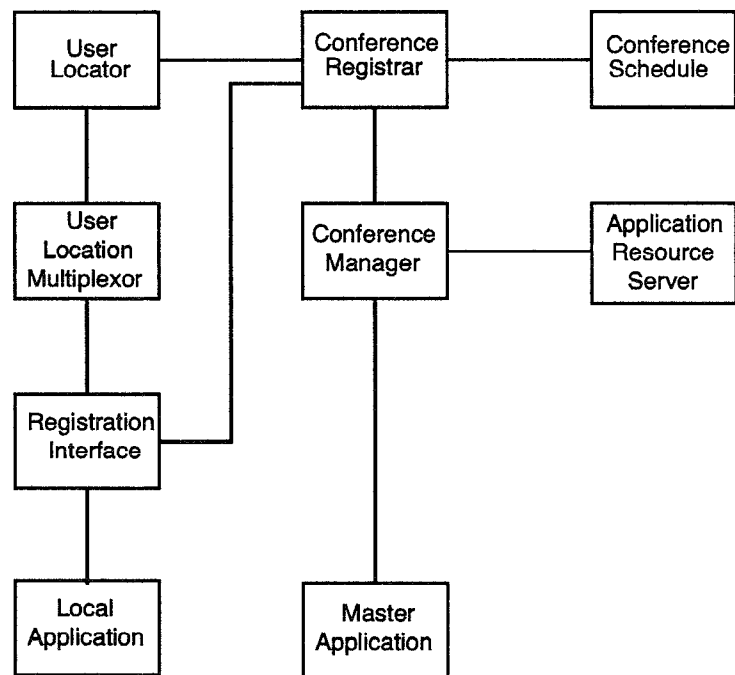 User
Locator
Conference
Registrar
Conference
Schedule
User
Location
Multiplexor
Conference
Manager
Application
Resource
Server
Registration
Interface
Local
Application
Master
Application